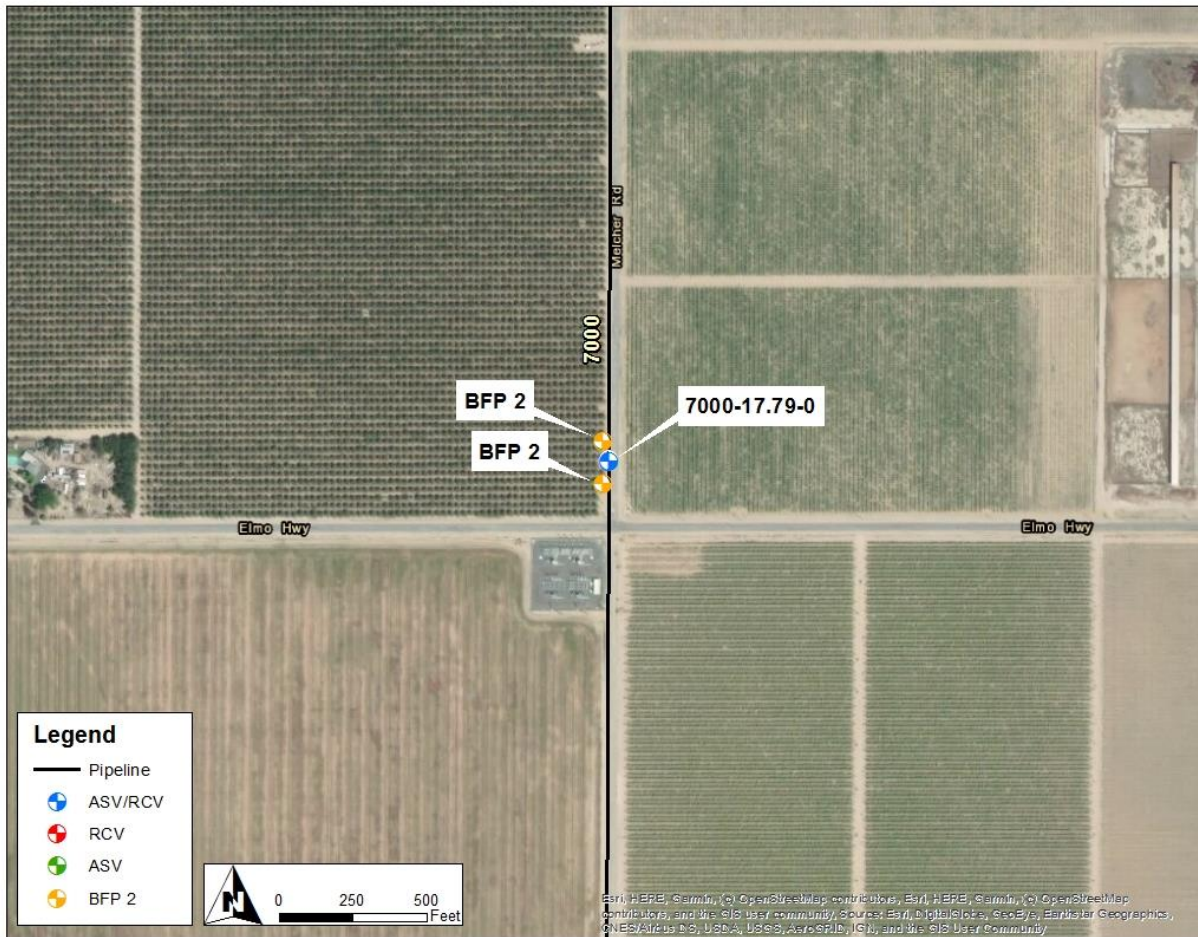 Melcher Rd
7000
BFP 2
7000-17.79-0
BFP 2
Elmo Hwy
Elmo Hwy
Legend
Pipeline
ASV/RCV
RCV
ASV
BFP 2
N
0 250 500
Feet
Esri, HERE, Garmin, (c) OpenStreetMap contributors, Esri, HERE, Garmin, (c) OpenStreetMap
contributors, and the GIS user community, Source: Esri, DigitalGlobe, GeoEye, Earthstar Geographics,
CNES/Airbus DS, USDA, USGS, AeroGRID, IGN, and the GIS User Community